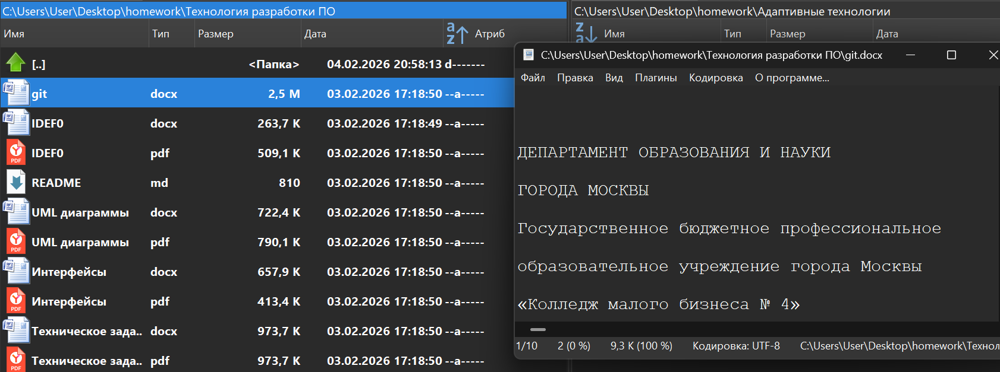 C:\Users\User\Desktop\homework\Технология разработки ПО
Имя Тип Размер Дата Атриб
[..] <Папка> 04.02.2026 20:58:13 d-------
git docx 2,5 M 03.02.2026 17:18:50 --a-----
IDEF0 docx 263,7 K 03.02.2026 17:18:49 --a-----
IDEF0 pdf 509,1 K 03.02.2026 17:18:50 --a-----
README md 810 03.02.2026 17:18:50 --a-----
UML диаграммы docx 722,4 K 03.02.2026 17:18:50 --a-----
UML диаграммы pdf 790,1 K 03.02.2026 17:18:50 --a-----
Интерфейсы docx 657,9 K 03.02.2026 17:18:50 --a-----
Интерфейсы pdf 413,4 K 03.02.2026 17:18:50 --a-----
Техническое зада.. docx 973,7 K 03.02.2026 17:18:50 --a-----
Техническое зада.. pdf 973,7 K 03.02.2026 17:18:50 --a-----
C:\Users\User\Desktop\homework\Адаптивные технологии
Имя Тип Размер Дата
C:\Users\User\Desktop\homework\Технология разработки ПО\git.docx
Файл Правка Вид Плагины Кодировка О программе...
ДЕПАРТАМЕНТ ОБРАЗОВАНИЯ И НАУКИ
ГОРОДА МОСКВЫ
Государственное бюджетное профессиональное
образовательное учреждение города Москвы
«Колледж малого бизнеса № 4»
1/10 2 (0 %) 9,3 K (100 %) Кодировка: UTF-8 C:\Users\User\Desktop\homework\Технол